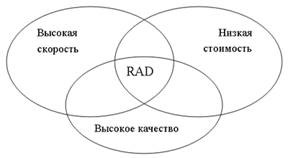 Высокая
скорость
Низкая
стоимость
RAD
Высокое качество